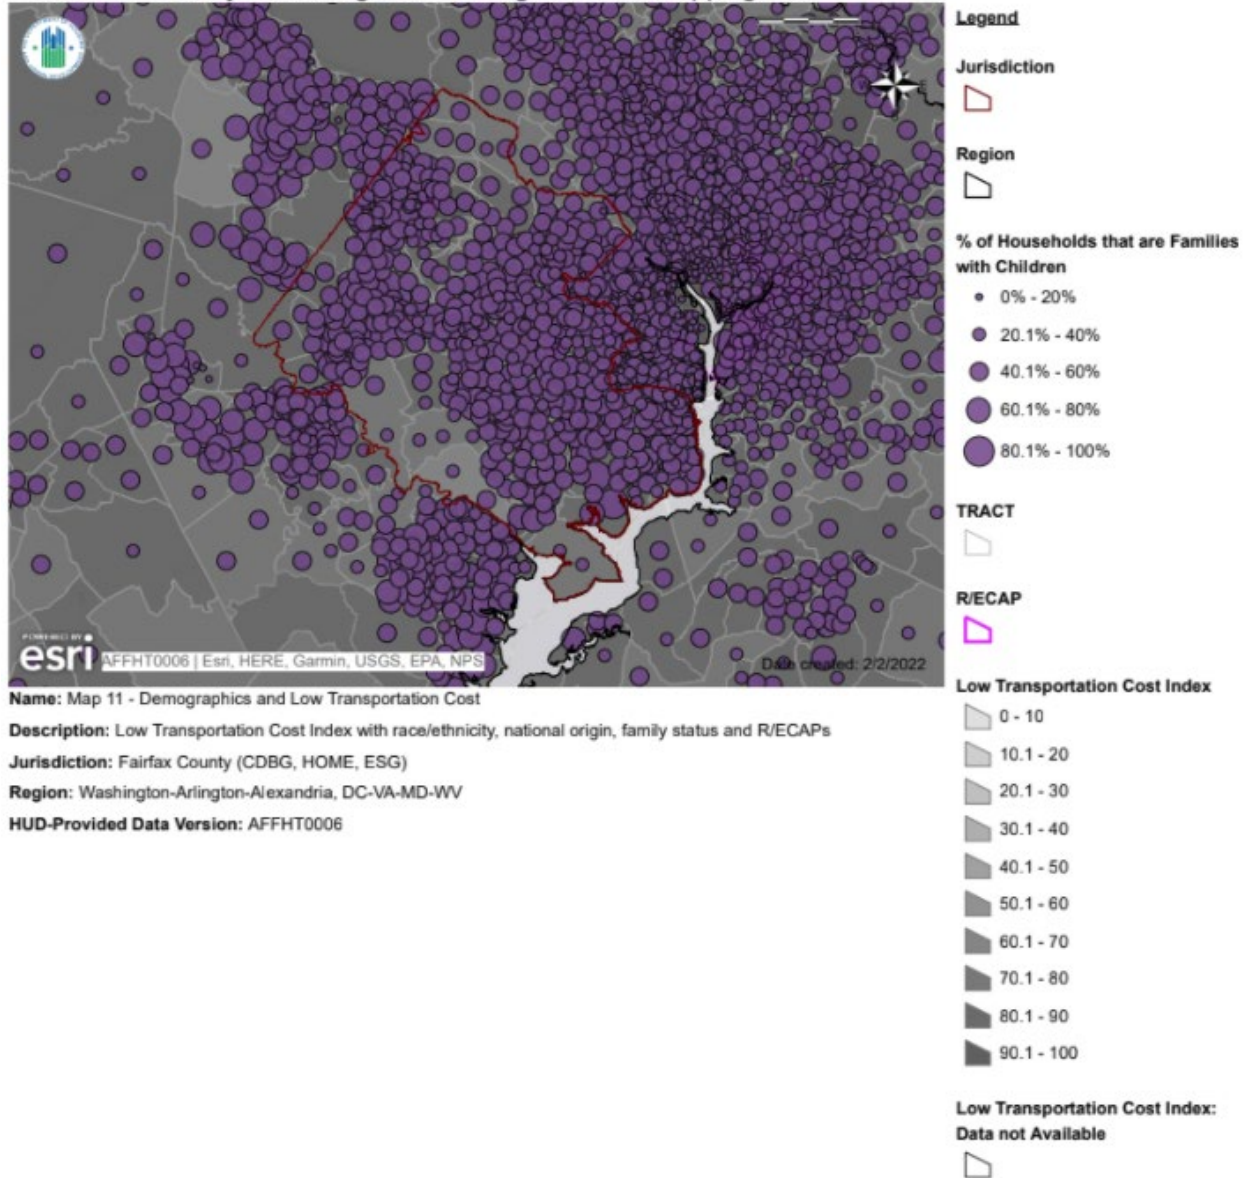 Legend
Jurisdiction
Region
% of Households that are Families
with Children
0% - 20%
20.1% - 40%
40.1% - 60%
60.1% - 80%
80.1% - 100%
TRACT
R/ECAP
Low Transportation Cost Index
0 - 10
10.1 - 20
20.1 - 30
30.1 - 40
40.1 - 50
50.1 - 60
60.1 - 70
70.1 - 80
80.1 - 90
90.1 - 100
Low Transportation Cost Index:
Data not Available
POWERED BY
esri
AFFHT0006 | Esri, HERE, Garmin, USGS, EPA, NPS
Date created: 2/2/2022
Name: Map 11 - Demographics and Low Transportation Cost
Description: Low Transportation Cost Index with race/ethnicity, national origin, family status and R/ECAPs
Jurisdiction: Fairfax County (CDBG, HOME, ESG)
Region: Washington-Arlington-Alexandria, DC-VA-MD-WV
HUD-Provided Data Version: AFFHT0006